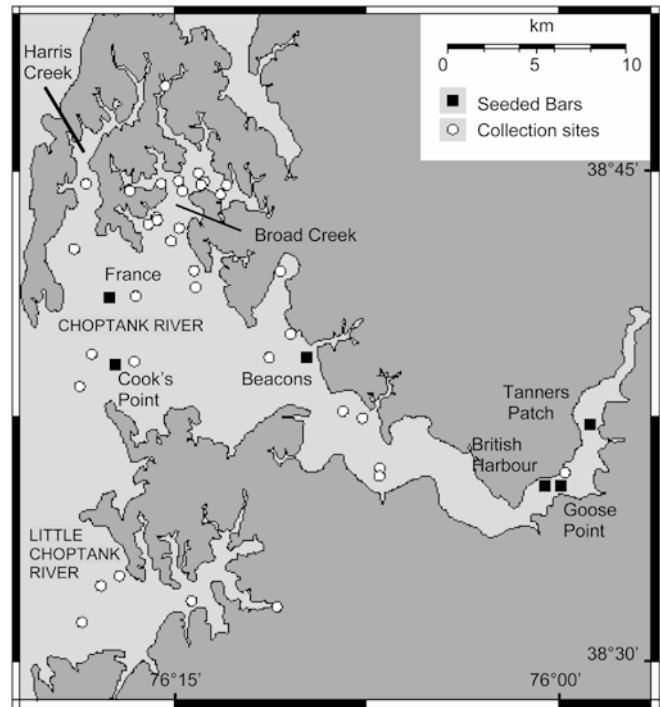 Harris
Creek
km
0 5 10
Seeded Bars
Collection sites
38°45'
Broad Creek
France
CHOPTANK RIVER
Cook's
Point
Beacons
Tanners
Patch
British
Harbour
Goose
Point
LITTLE
CHOPTANK
RIVER
38°30'
76°15'
76°00'